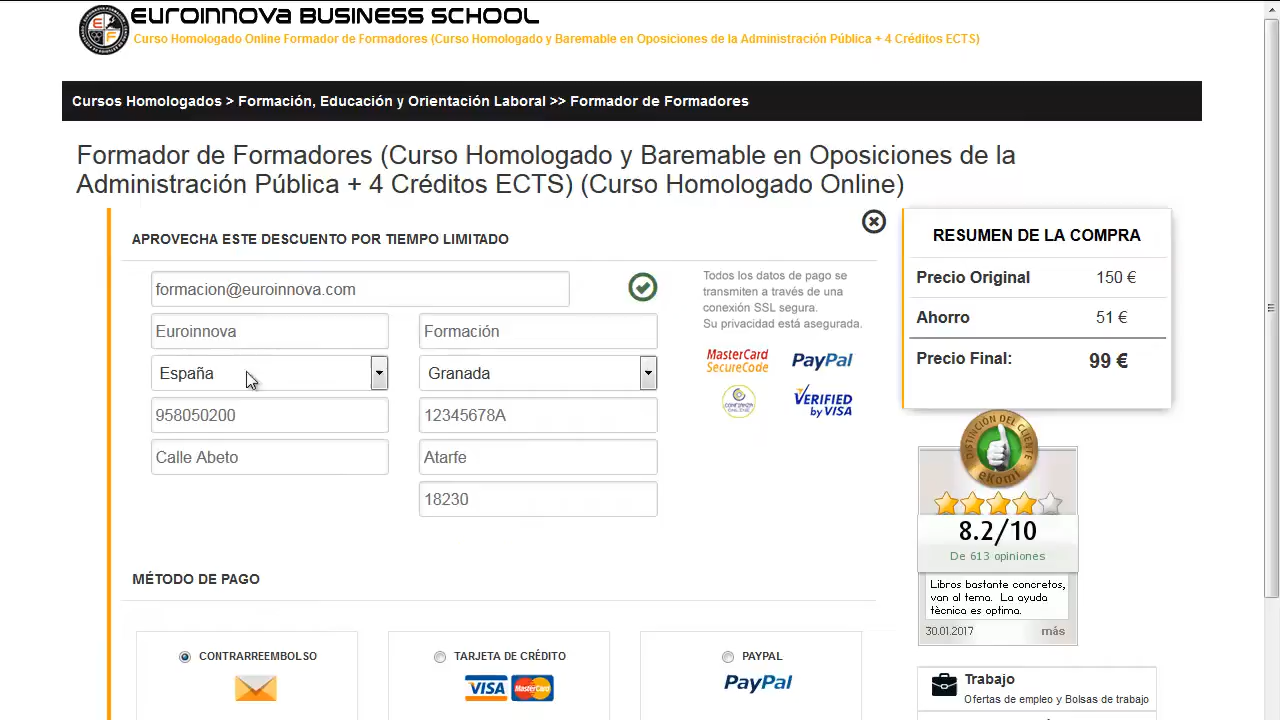 EUROINNOVA BUSINESS SCHOOL
Curso Homologado Online Formador de Formadores (Curso Homologado y Baremable en Oposiciones de la Administración Pública + 4 Créditos ECTS)
Cursos Homologados > Formación, Educación y Orientación Laboral >> Formador de Formadores
Formador de Formadores (Curso Homologado y Baremable en Oposiciones de la
Administración Pública + 4 Créditos ECTS) (Curso Homologado Online)
APROVECHA ESTE DESCUENTO POR TIEMPO LIMITADO
formacion@euroinnova.com
Euroinnova
Formación
España
Granada
958050200
12345678A
Calle Abeto
Atarfe
18230
Todos los datos de pago se
transmiten a través de una
conexión SSL segura.
Su privacidad está asegurada.
MasterCard
SecureCode
PayPal
CONFIANZA
ONLINE
VERIFIED
by VISA
MÉTODO DE PAGO
CONTRARREEMBOLSO
TARJETA DE CRÉDITO
VISA
MasterCard
PAYPAL
PayPal
RESUMEN DE LA COMPRA
Precio Original 150 €
Ahorro 51 €
Precio Final: 99 €
DISTINCIÓN DEL CLIENTE
eKomi
8.2/10
De 613 opiniones
Libros bastante concretos,
van al tema. La ayuda
tècnica es optima.
30.01.2017 más
Trabajo
Ofertas de empleo y Bolsas de trabajo